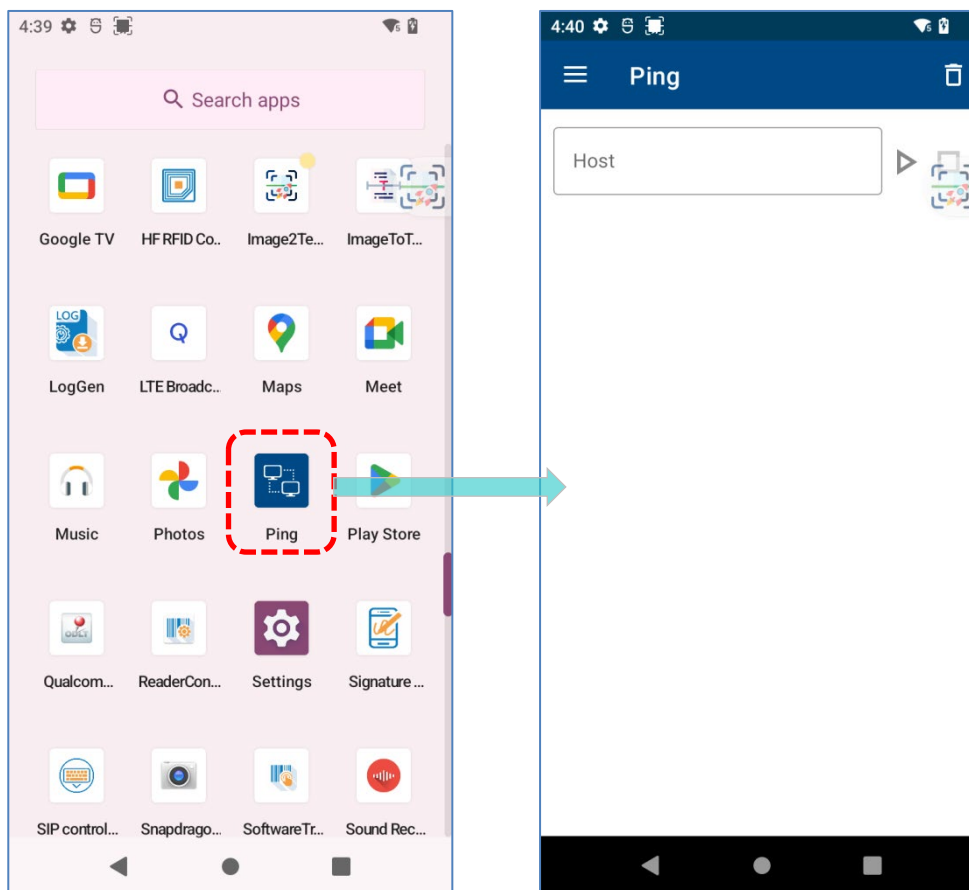 4:39
Search apps
Google TV HF RFID Co.. Image2Te... ImageToT...
LOG
LogGen LTE Broadc.. Maps Meet
Music Photos Ping Play Store
Qualcom... ReaderCon... Settings Signature ...
SIP control... Snapdrago... SoftwareTr... Sound Rec...
4:40
Ping
Host